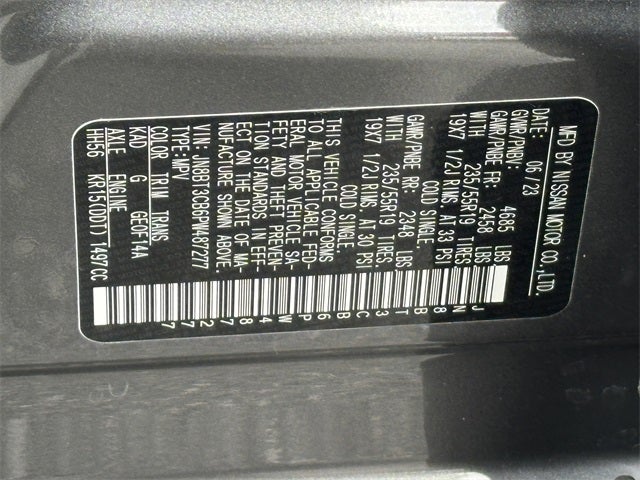 MFD BY NISSAN MOTOR CO.,LTD.
DATE: 06/23
GVWR/PNBV: 4695 LBS
GAWR/PNBE FR: 2458 LBS
WITH 235/55R19 TIRES
19X7 1/2J RIMS, AT 33 PSI
COLD SINGLE
GAWR/PNBE RR: 2348 LBS
WITH 235/55R19 TIRES
19X7 1/2J RIMS, AT 30 PSI
COLD SINGLE
THIS VEHICLE CONFORMS
TO ALL APPLICABLE FED-
ERAL MOTOR VEHICLE SA-
FETY AND THEFT PREVEN-
TION STANDARDS IN EFF-
ECT ON THE DATE OF MA-
NUFACTURE SHOWN ABOVE.
VIN: JN8BT3CB6PW487277
TYPE:MPV
COLOR TRIM TRANS
KAD G GE0F14A
AXLE ENGINE
HH56 KR15(DDT) 1497CC
JN8BT3CB6PW487277